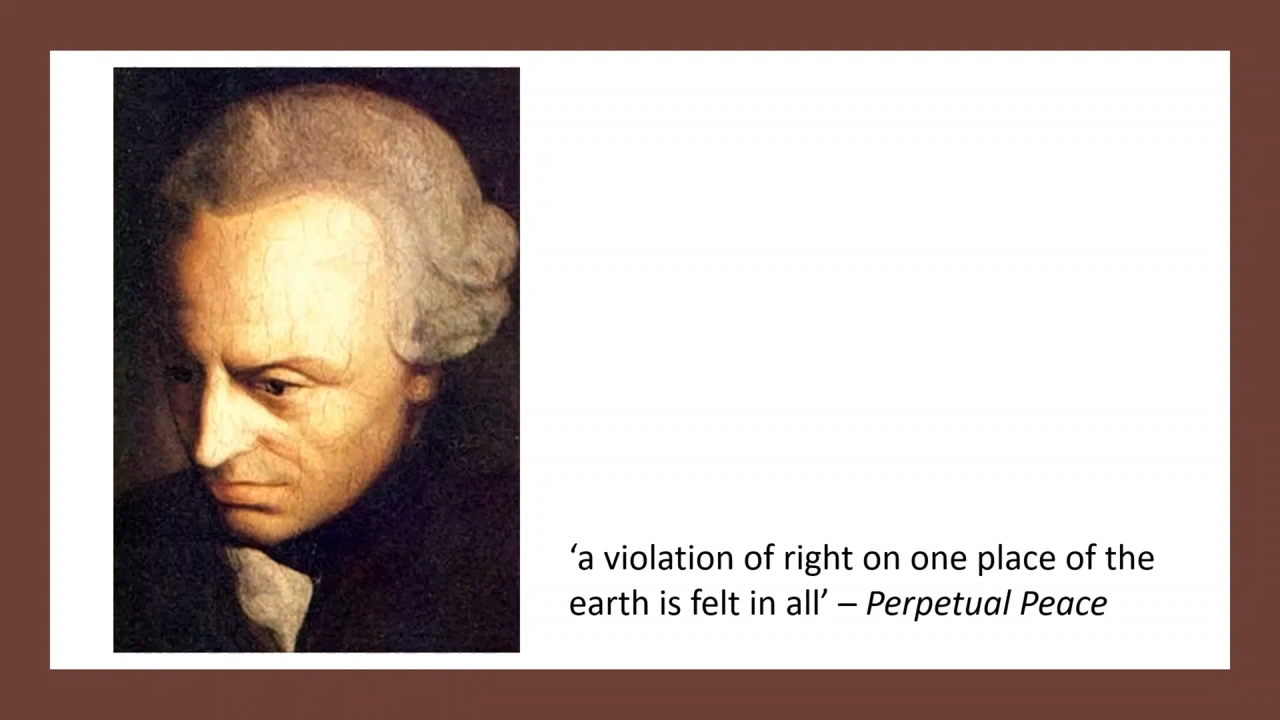 ‘a violation of right on one place of the
earth is felt in all’ – Perpetual Peace